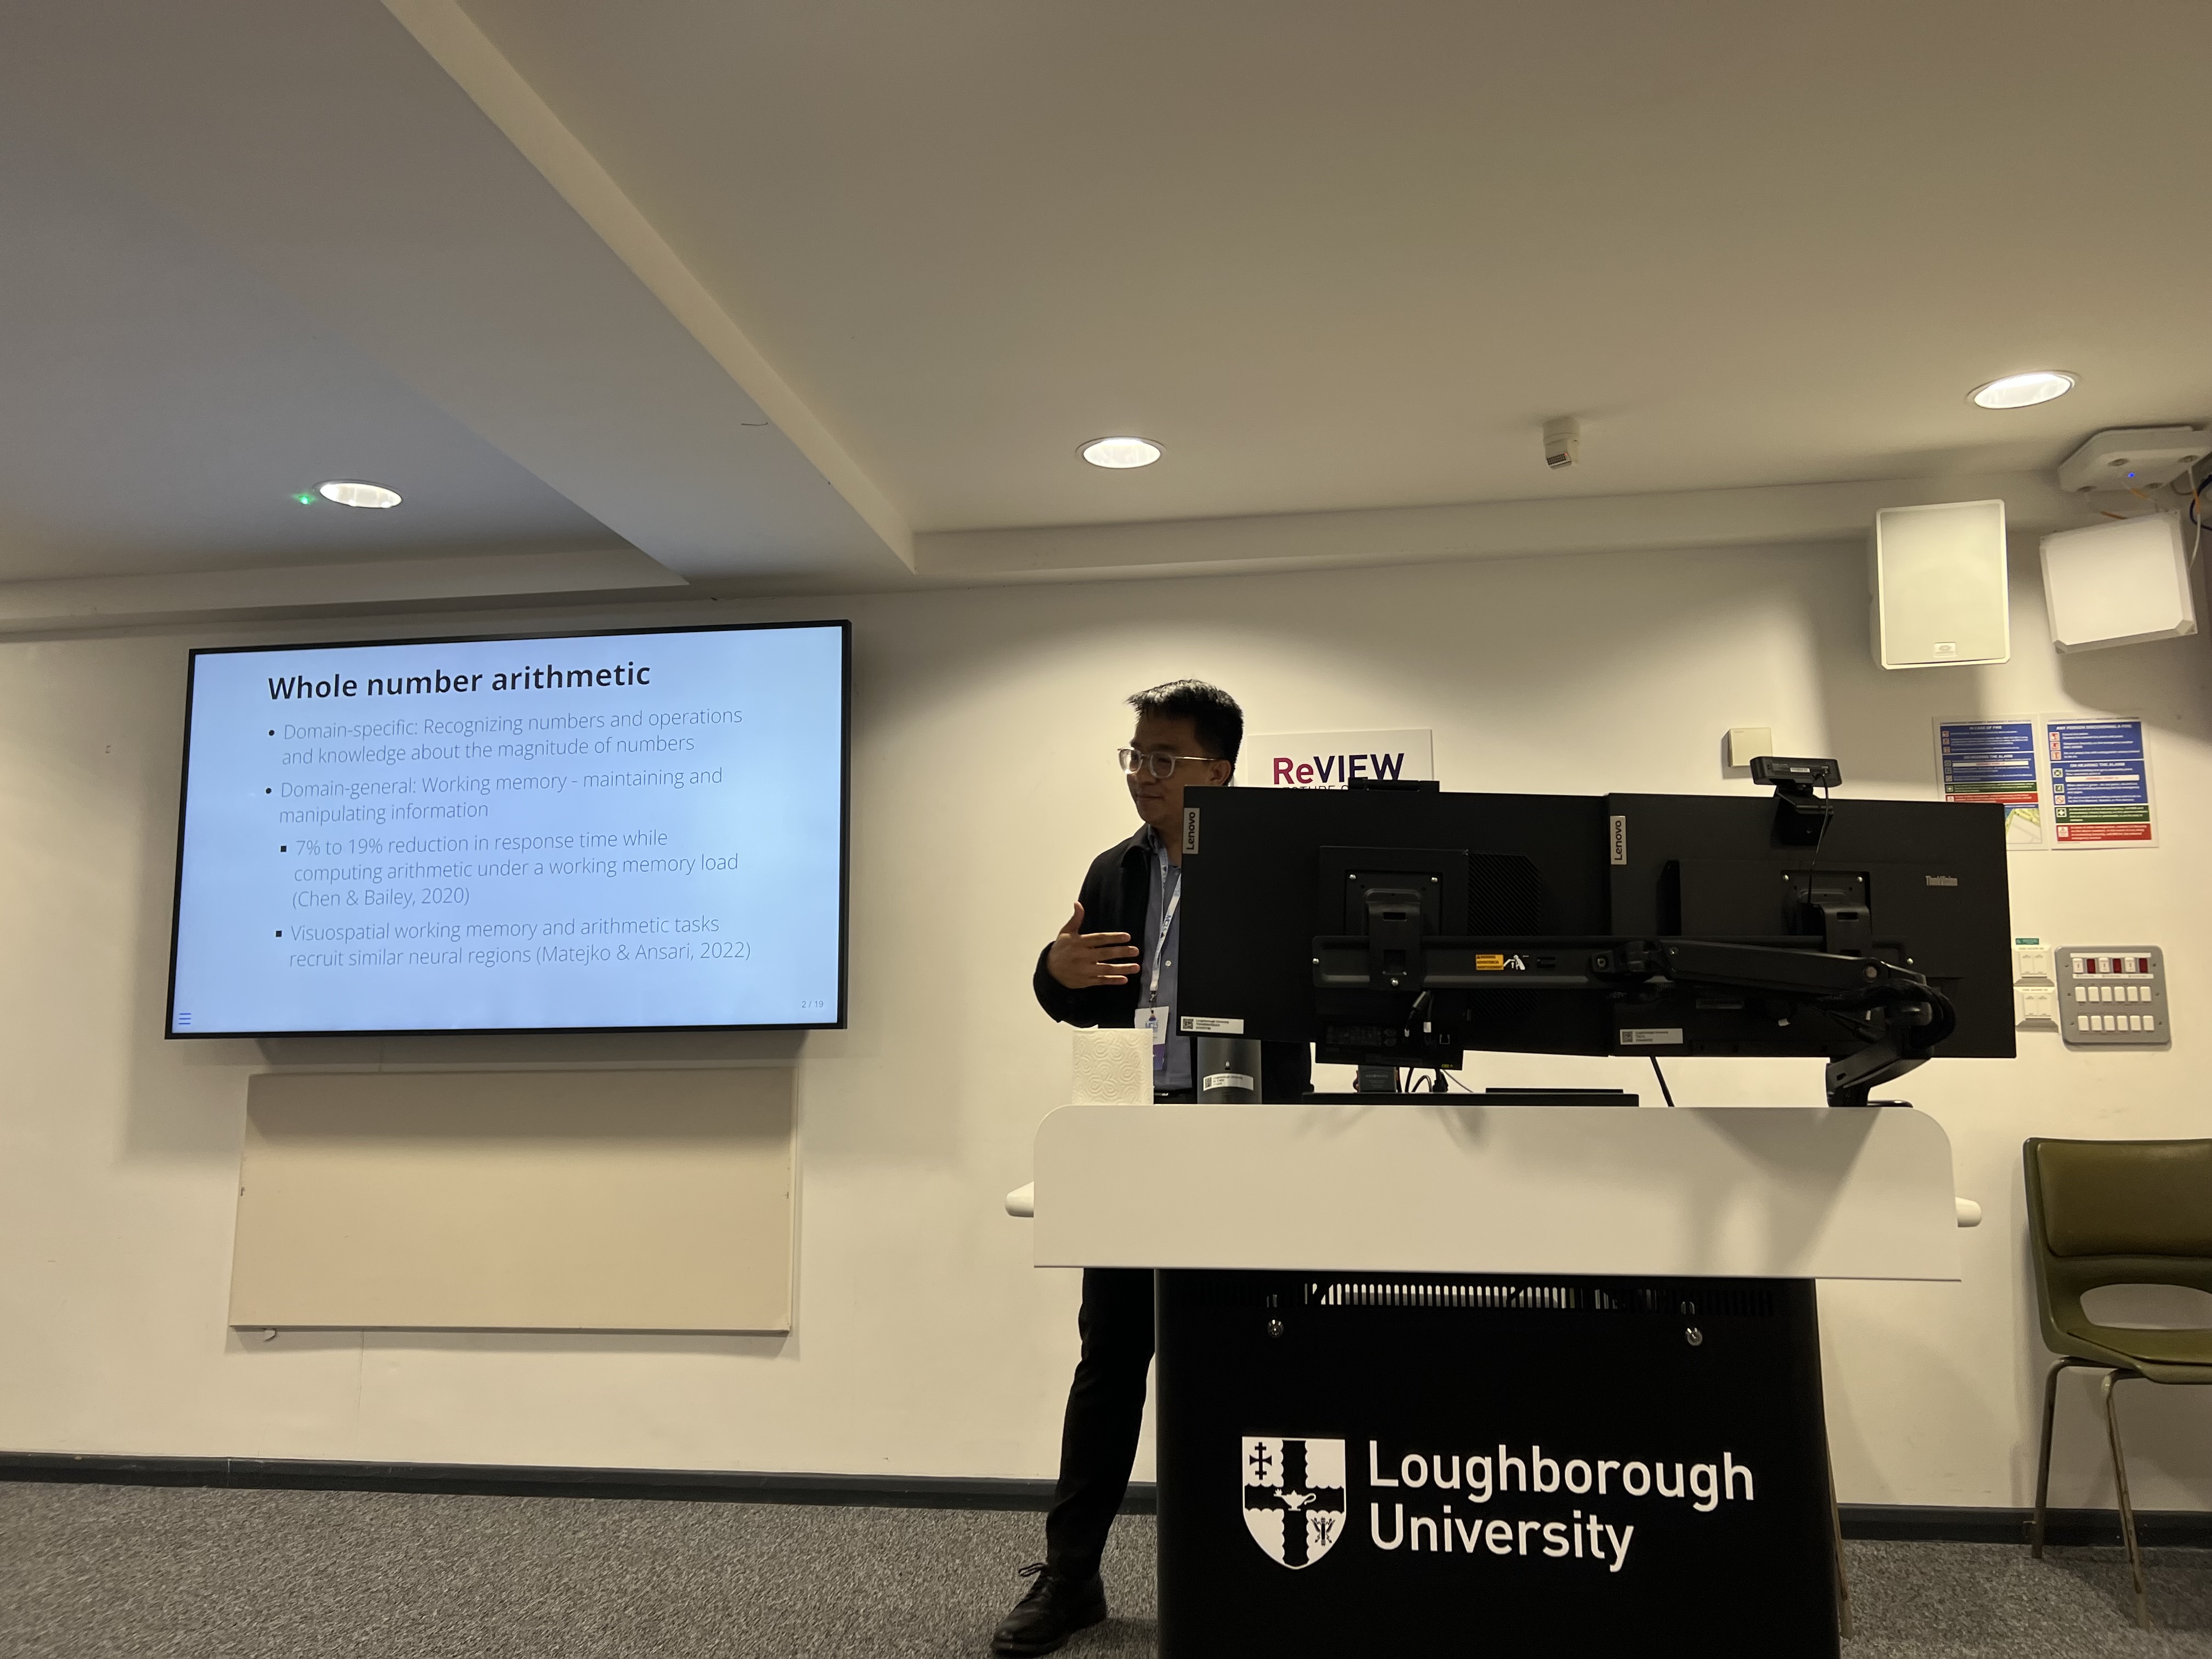 Whole number arithmetic
• Domain-specific: Recognizing numbers and operations
and knowledge about the magnitude of numbers
• Domain-general: Working memory - maintaining and
manipulating information
▪ 7% to 19% reduction in response time while
computing arithmetic under a working memory load
(Chen & Bailey, 2020)
▪ Visuospatial working memory and arithmetic tasks
recruit similar neural regions (Matejko & Ansari, 2022)
2 / 19
ReVIEW
Lenovo
Lenovo
ThinkVision
Loughborough
University